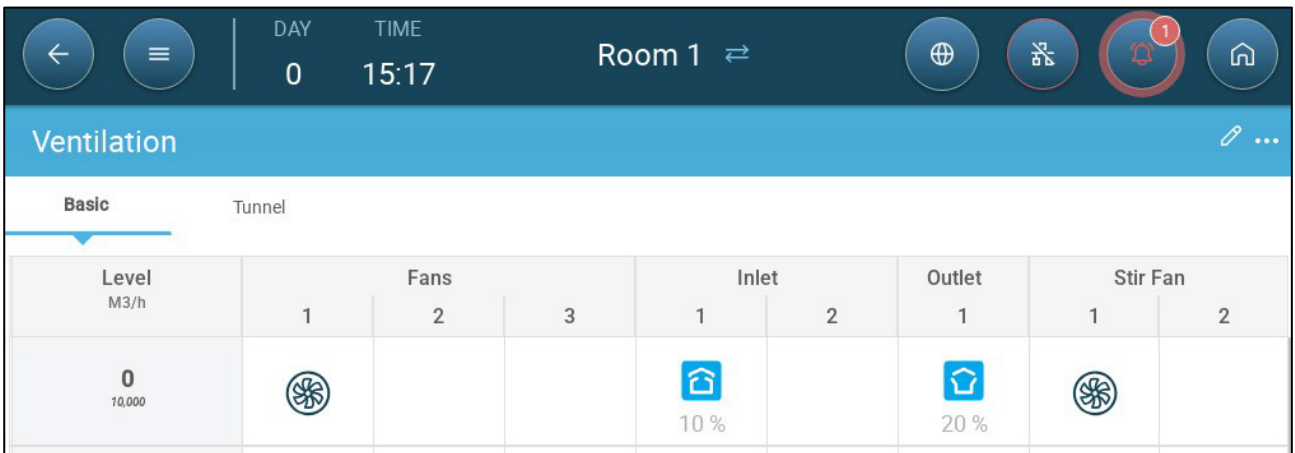 DAY TIME
0 15:17 Room 1 1
Ventilation
Basic Tunnel
Level Fans Inlet Outlet Stir Fan
M3/h 1 2 3 1 2 1 1 2
0
10,000
10 % 20 %